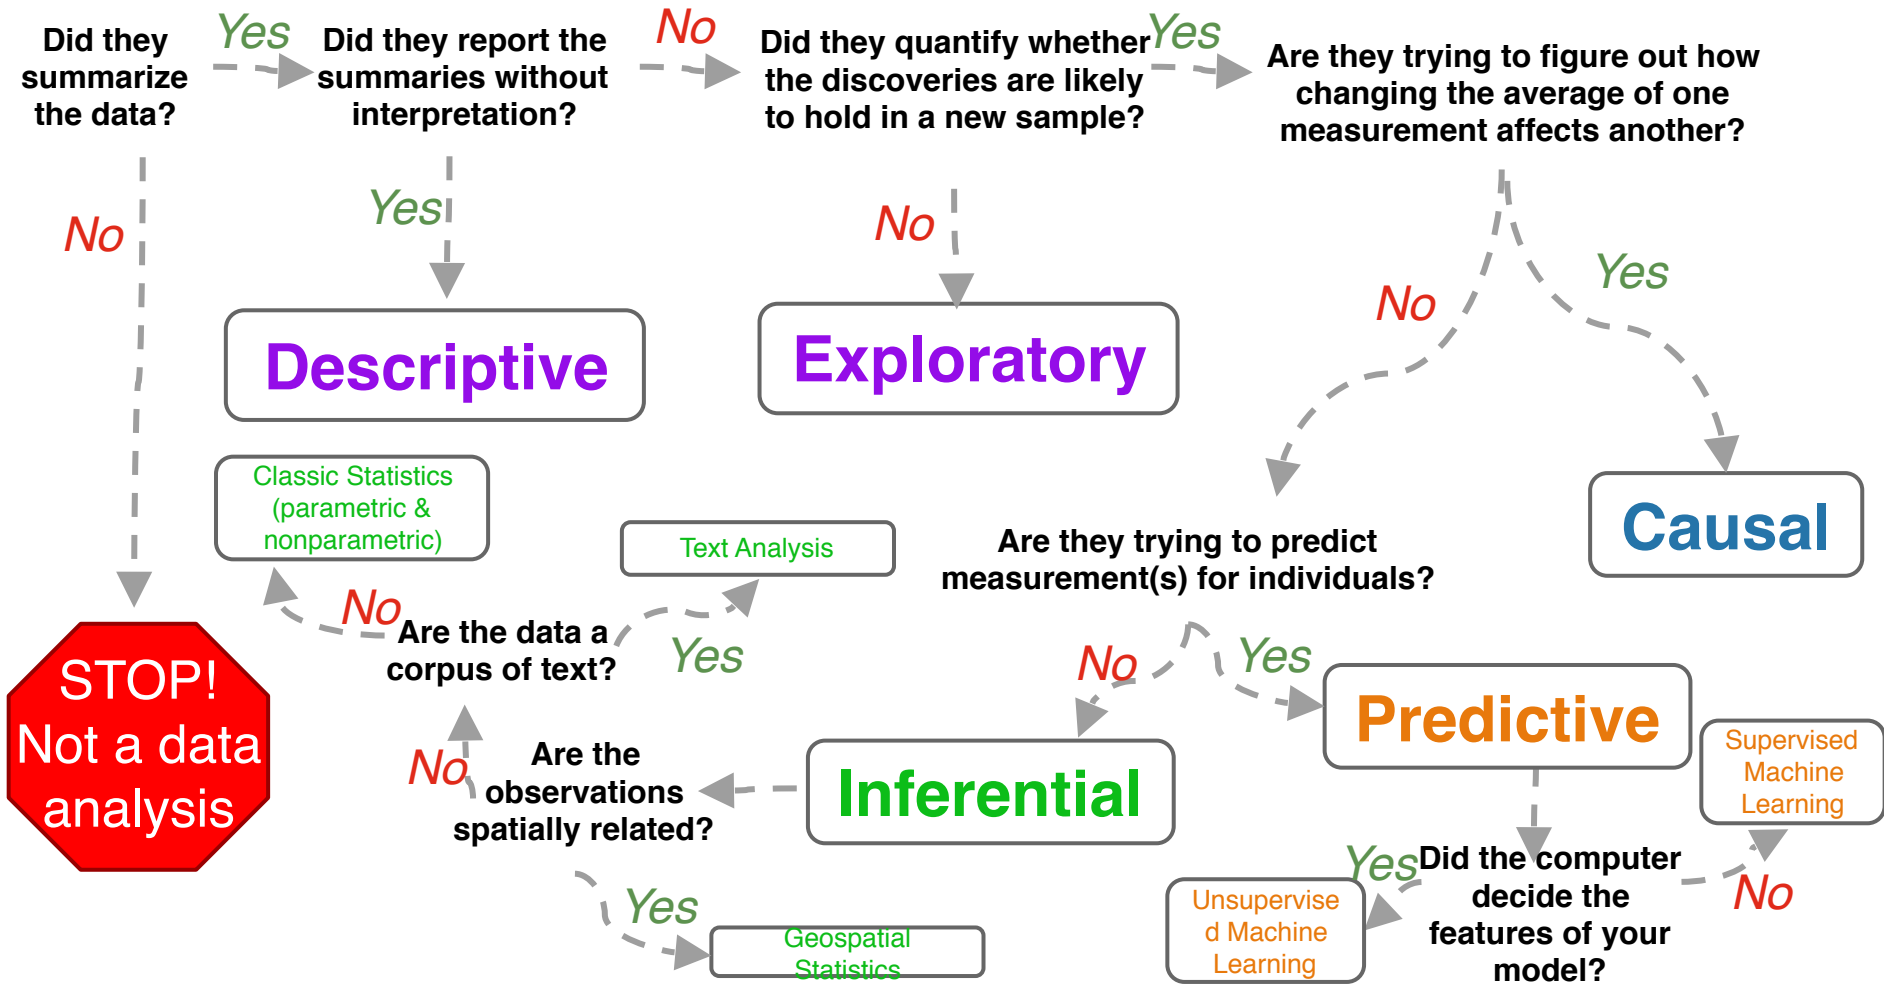 Did they
summarize
the data?
Yes
Did they report the
summaries without
interpretation?
No
Did they quantify whether
the discoveries are likely
to hold in a new sample?
Yes
Are they trying to figure out how
changing the average of one
measurement affects another?
No
Yes
No
No
Yes
Descriptive
Exploratory
Causal
Classic Statistics
(parametric &
nonparametric)
Text Analysis
Are they trying to predict
measurement(s) for individuals?
No
Are the data a
corpus of text?
Yes
No
Yes
STOP!
Not a data
analysis
Predictive
Supervised
Machine
Learning
No
Are the
observations
spatially related?
Inferential
Yes
Geospatial
Statistics
Yes
Did the computer
decide the
features of your
model?
No
Unsupervise
d Machine
Learning